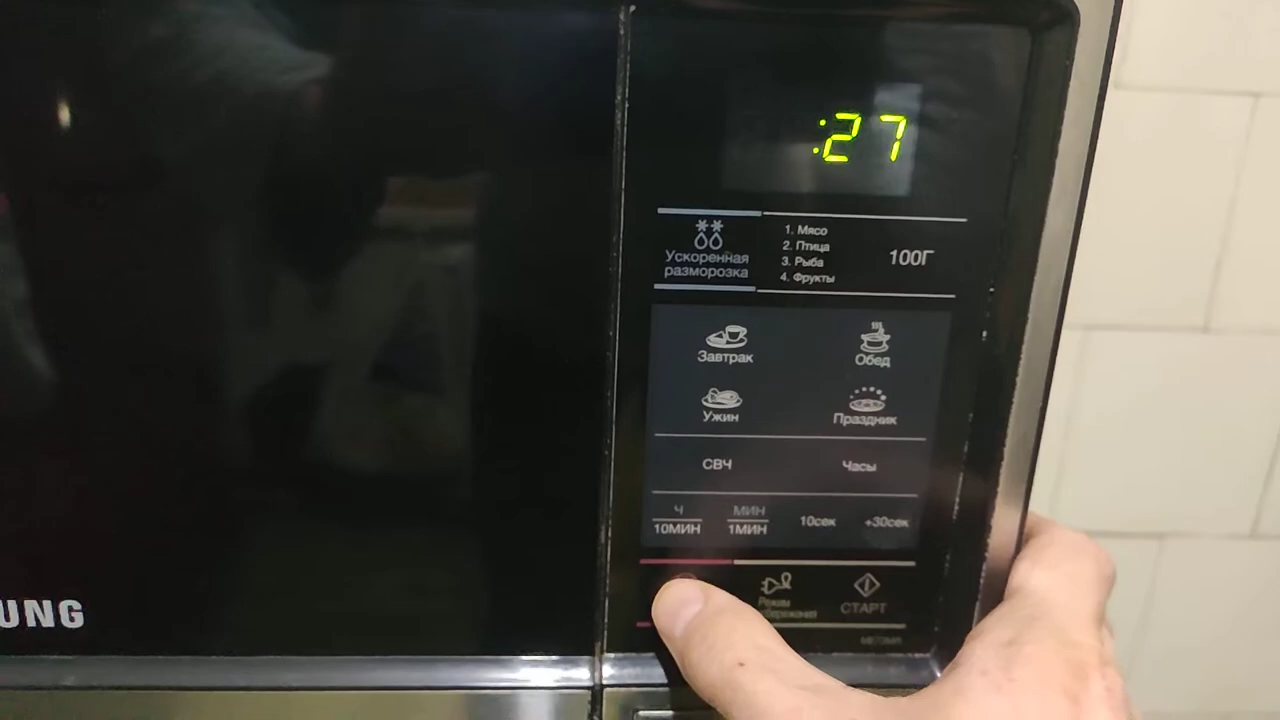 :27
Ускоренная
разморозка
1. Мясо
2. Птица
3. Рыба
4. Фрукты
100Г
Завтрак
Обед
Ужин
Праздник
СВЧ
Часы
Ч
10МИН
МИН
1МИН
10сек
+30сек
Режим
СТАРТ
UNG